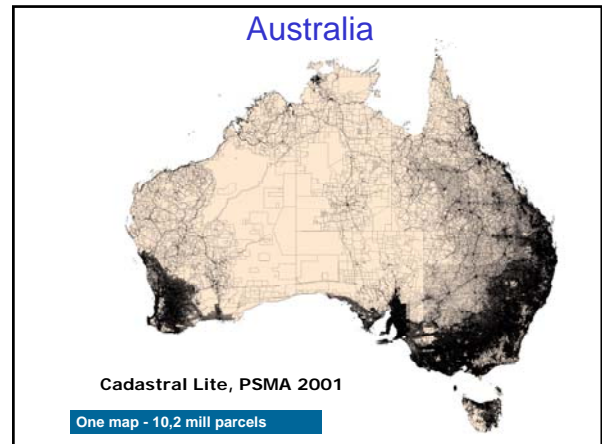 Australia
Cadastral Lite, PSMA 2001
One map - 10,2 mill parcels